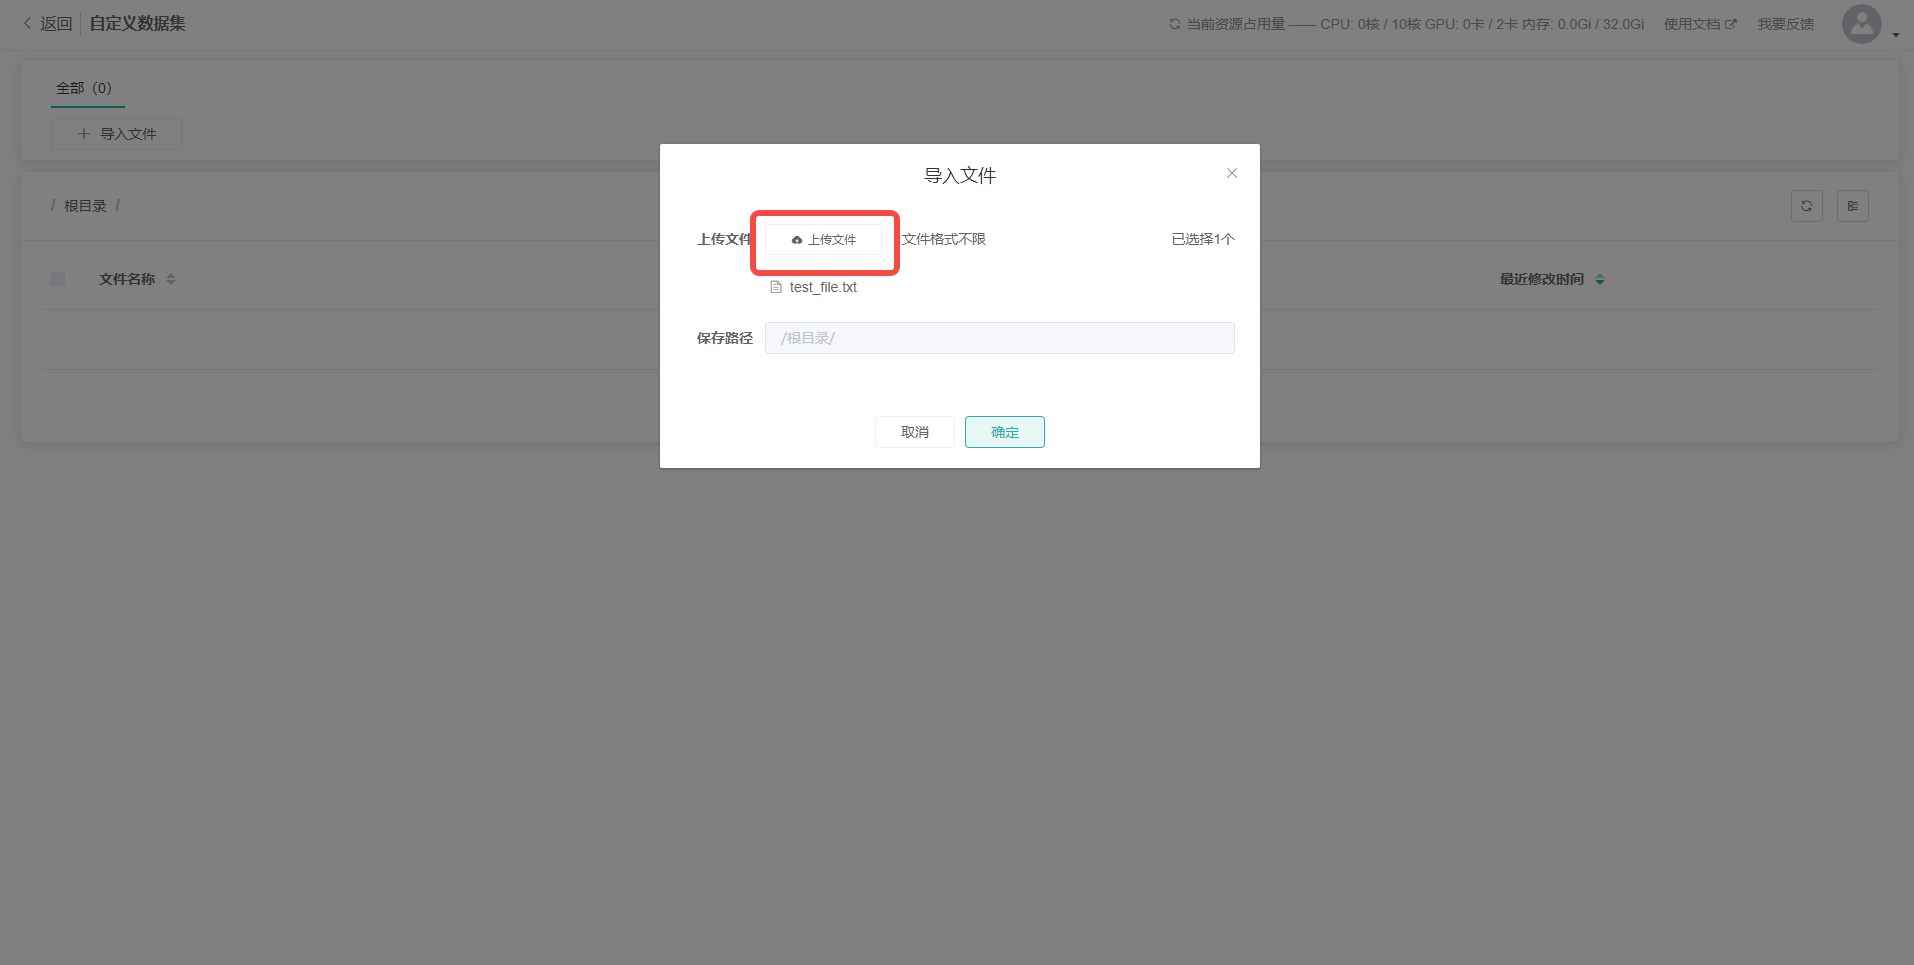 返回 自定义数据集 当前资源占用量 —— CPU: 0核 / 10核 GPU: 0卡 / 2卡 内存: 0.0Gi / 32.0Gi 使用文档 我要反馈
全部（0）
导入文件
导入文件
/ 根目录 /
上传文件 上传文件 文件格式不限 已选择1个
文件名称 最近修改时间
test_file.txt
保存路径 /根目录/
取消 确定